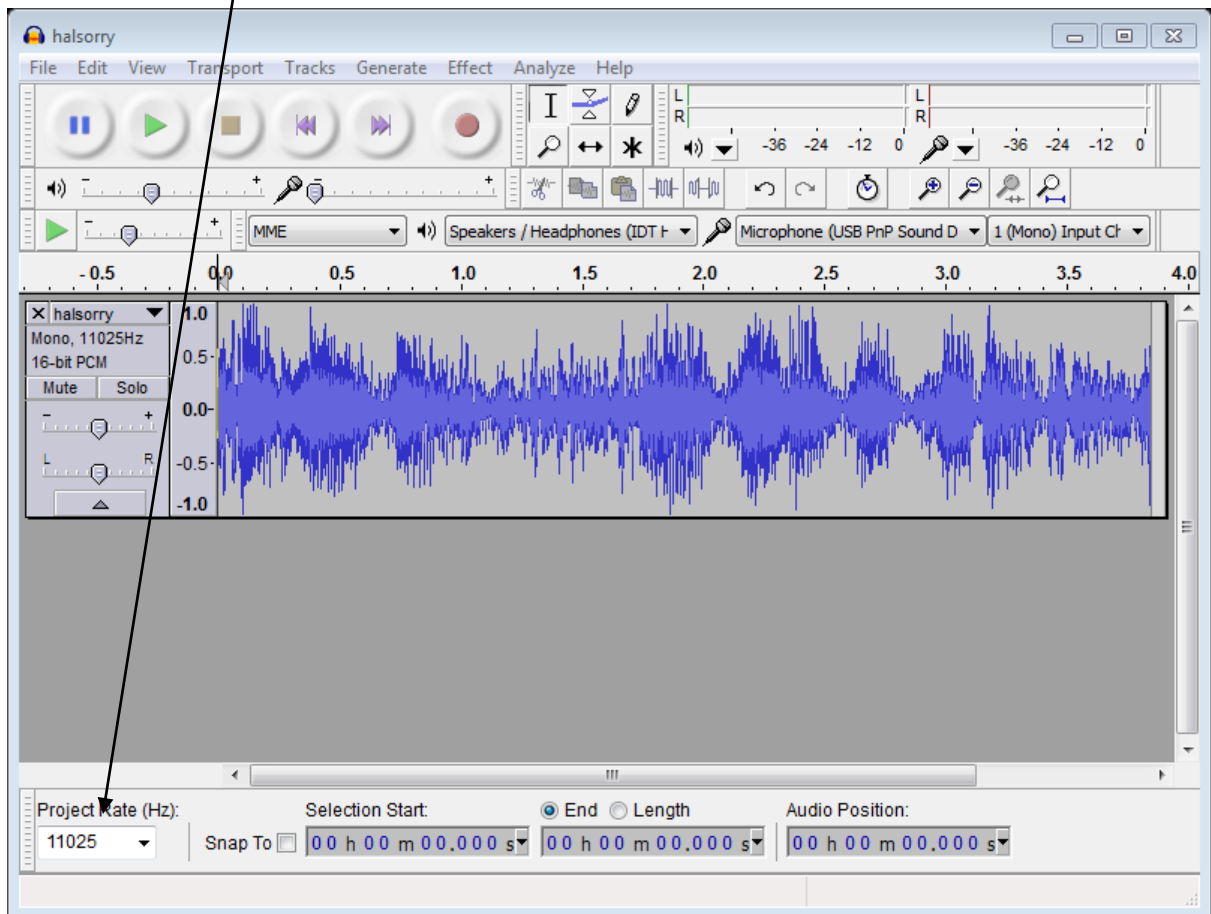 halsorry
File Edit View Transport Tracks Generate Effect Analyze Help
L L
R R
-36 -24 -12 0 -36 -24 -12 0
MME Speakers / Headphones (IDT H Microphone (USB PnP Sound D 1 (Mono) Input Ch
- 0.5 0.0 0.5 1.0 1.5 2.0 2.5 3.0 3.5 4.0
halsorry 1.0
Mono, 11025Hz
16-bit PCM 0.5
Mute Solo
- + 0.0
L R -0.5
-1.0
Project Rate (Hz): Selection Start: End Length Audio Position:
11025 Snap To 00 h 00 m 00.000 s 00 h 00 m 00.000 s 00 h 00 m 00.000 s